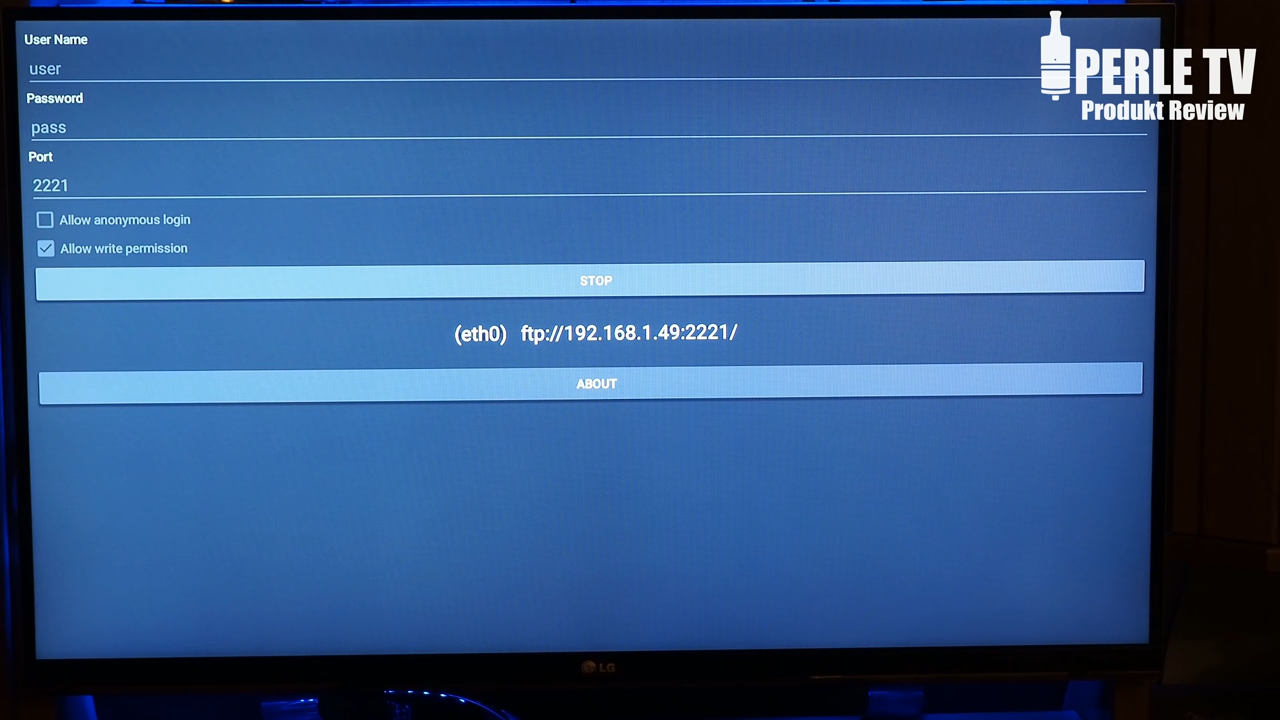 User Name
user
Password
pass
Port
2221
Allow anonymous login
Allow write permission
STOP
(eth0) ftp://192.168.1.49:2221/
ABOUT
PERLE TV
Produkt Review
LG